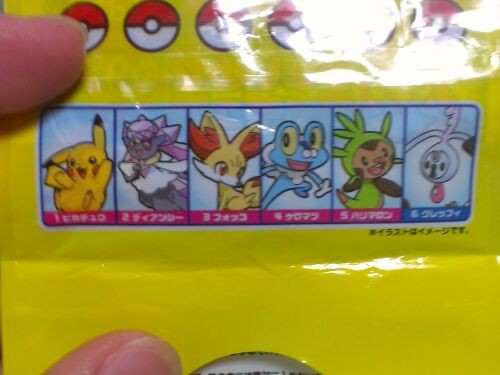 1 ピカチュウ
2 ディアンシー
3 フォッコ
4 ケロマツ
5 ハリマロン
6 クレッフィ
※イラストはイメージです。